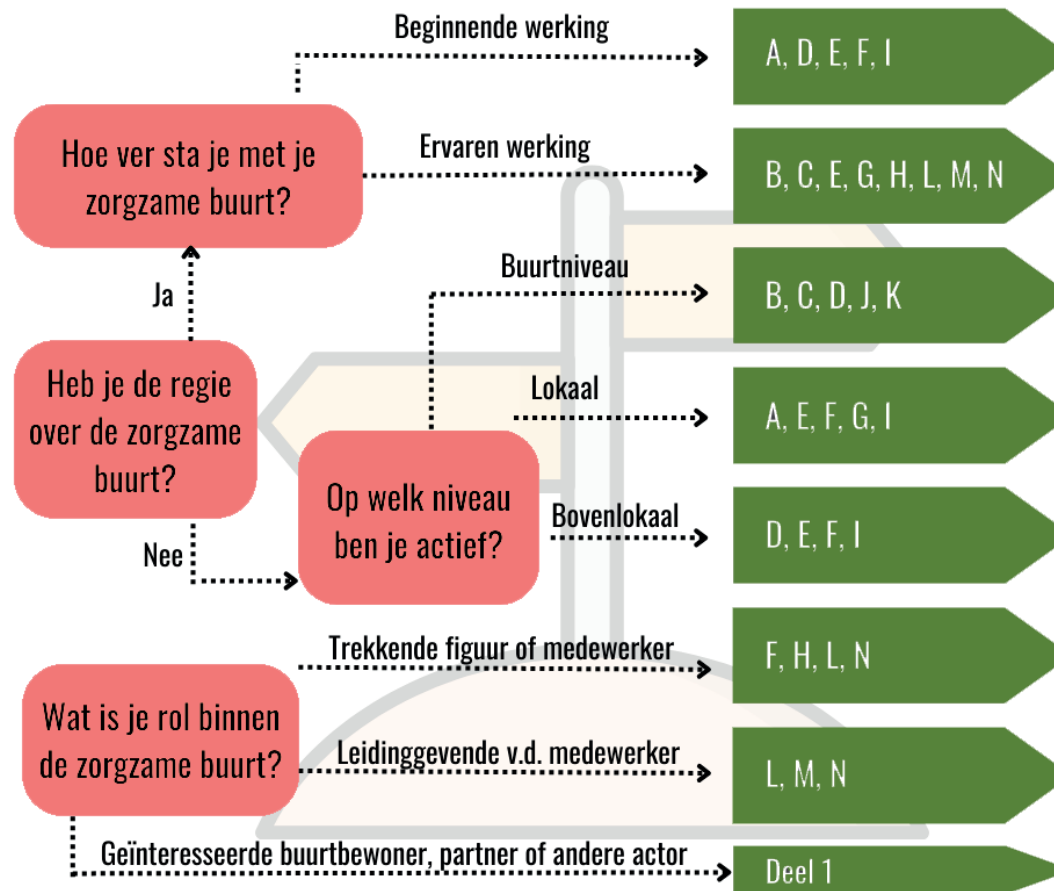 Beginnende werking
A, D, E, F, I
Hoe ver sta je met je
zorgzame buurt?
Ervaren werking
B, C, E, G, H, L, M, N
Buurtniveau
B, C, D, J, K
Ja
Heb je de regie
over de zorgzame
buurt?
Lokaal
A, E, F, G, I
Op welk niveau
ben je actief?
Bovenlokaal
D, E, F, I
Nee
Trekkende figuur of medewerker
F, H, L, N
Wat is je rol binnen
de zorgzame buurt?
Leidinggevende v.d. medewerker
L, M, N
Geïnteresseerde buurtbewoner, partner of andere actor
Deel 1